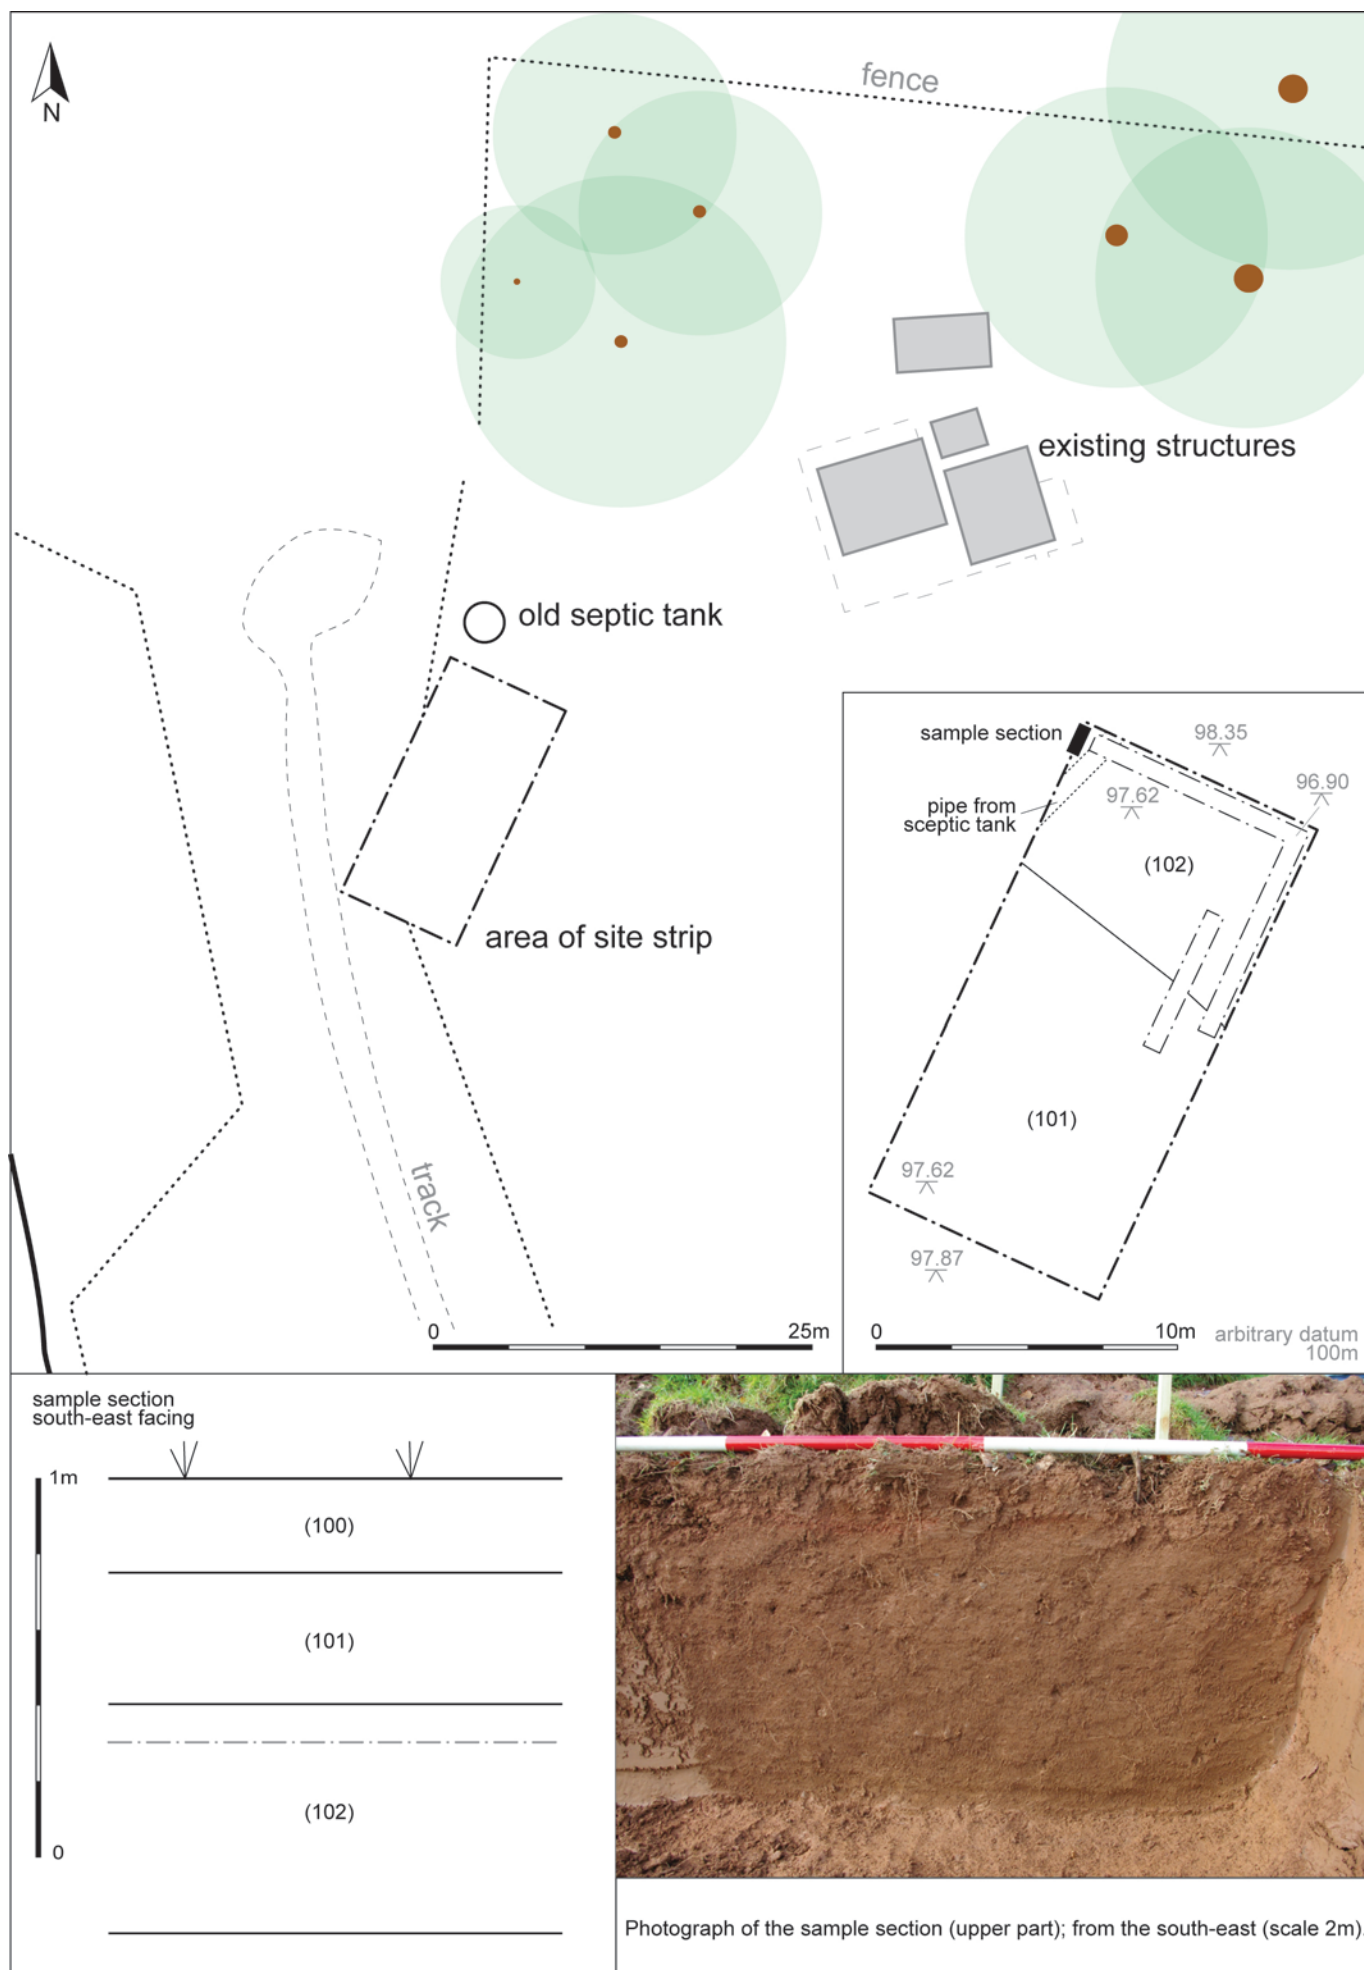 N
fence
existing structures
old septic tank
area of site strip
track
0 25m
sample section
98.35
96.90
pipe from
sceptic tank
97.62
(102)
(101)
97.62
97.87
0 10m
arbitrary datum
100m
sample section
south-east facing
1m
(100)
(101)
(102)
0
Photograph of the sample section (upper part); from the south-east (scale 2m).